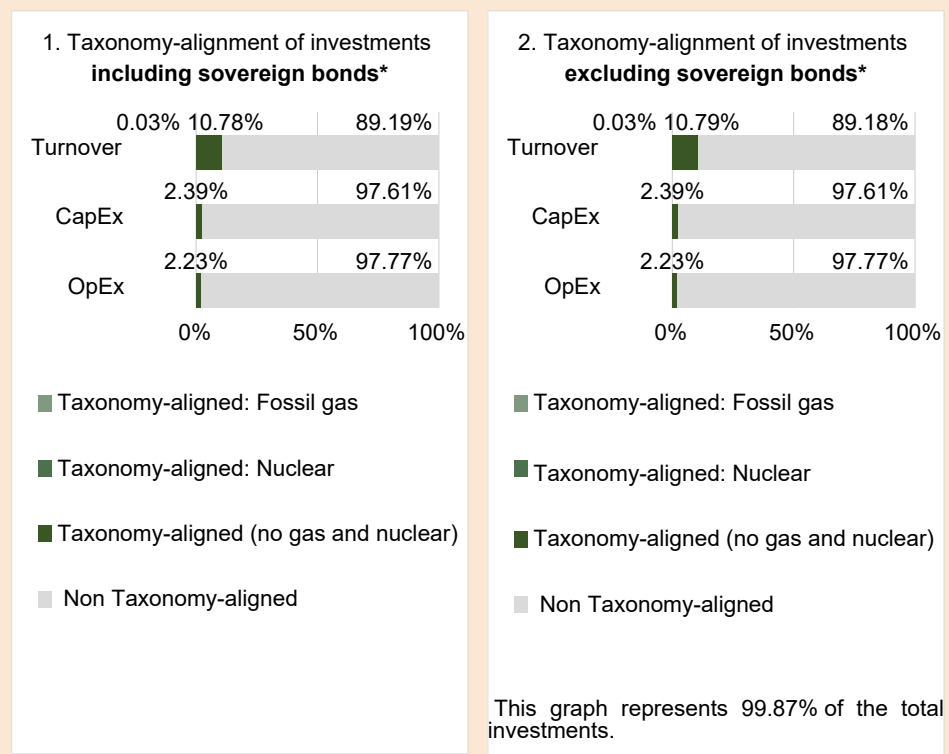 1. Taxonomy-alignment of investments
including sovereign bonds*
0.03% 10.78% 89.19%
Turnover
2.39% 97.61%
CapEx
2.23% 97.77%
OpEx
0% 50% 100%
Taxonomy-aligned: Fossil gas
Taxonomy-aligned: Nuclear
Taxonomy-aligned (no gas and nuclear)
Non Taxonomy-aligned
2. Taxonomy-alignment of investments
excluding sovereign bonds*
0.03% 10.79% 89.18%
Turnover
2.39% 97.61%
CapEx
2.23% 97.77%
OpEx
0% 50% 100%
Taxonomy-aligned: Fossil gas
Taxonomy-aligned: Nuclear
Taxonomy-aligned (no gas and nuclear)
Non Taxonomy-aligned
This graph represents 99.87% of the total
investments.